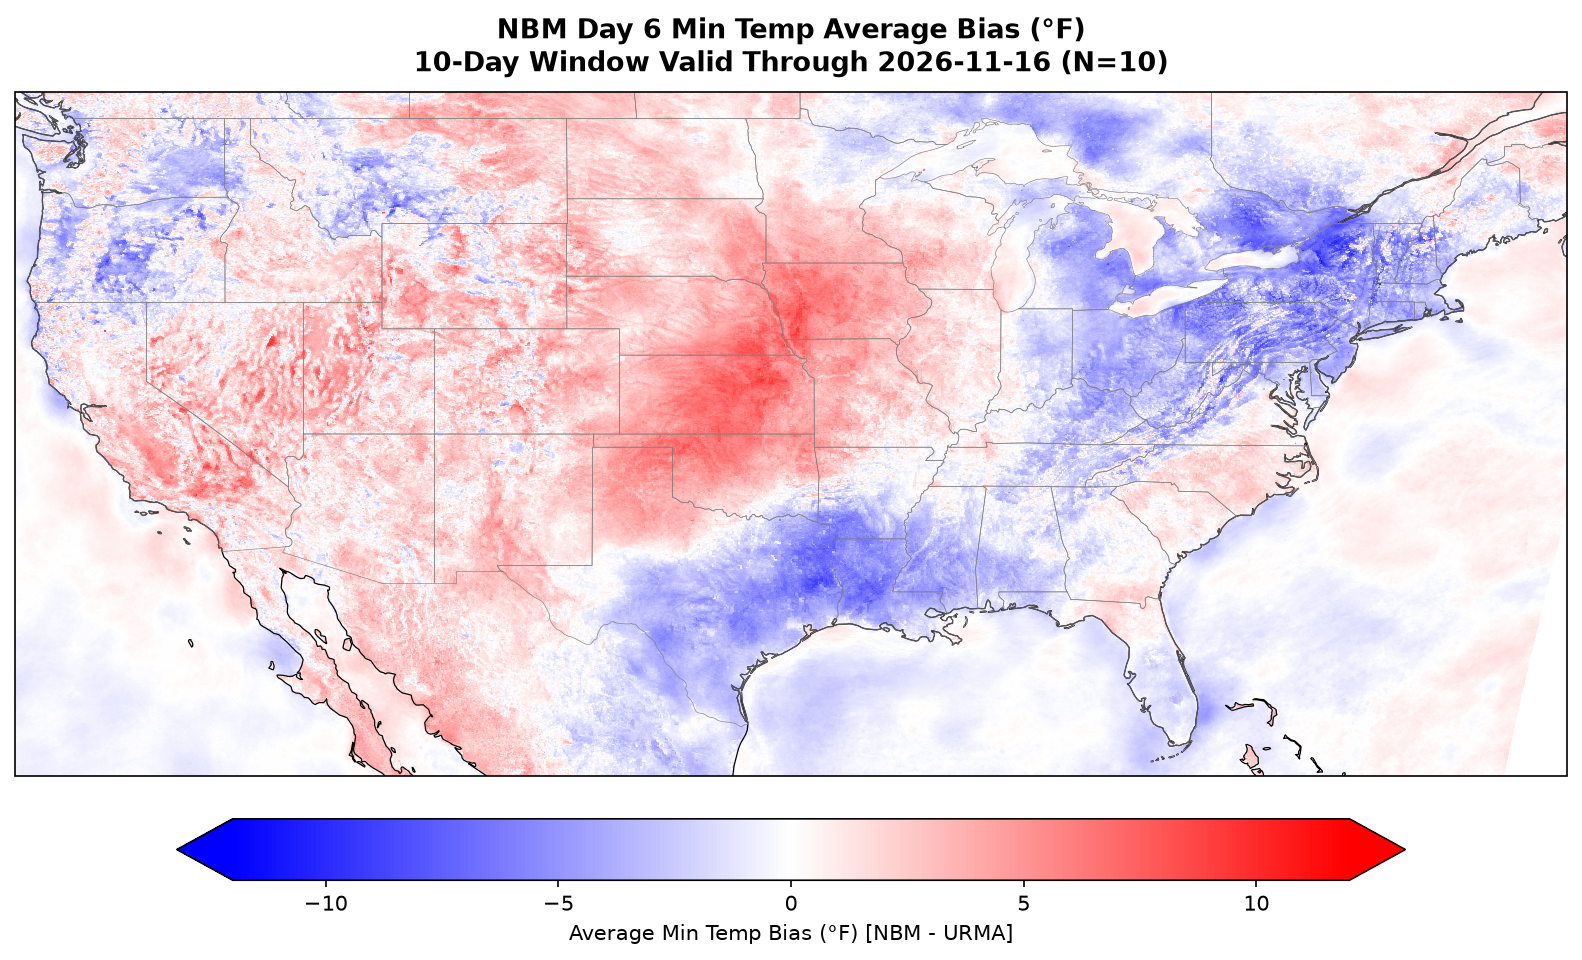 NBM Day 6 Min Temp Average Bias (°F)
10-Day Window Valid Through 2026-11-16 (N=10)
−10 −5 0 5 10
Average Min Temp Bias (°F) [NBM - URMA]